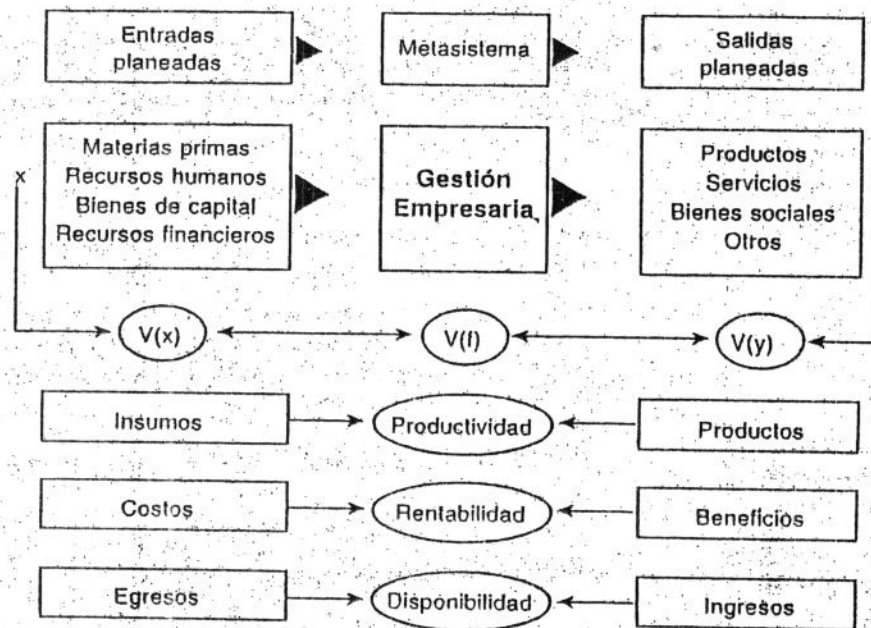 Entradas
planeadas
Metasistema
Salidas
planeadas
x
Materias primas
Recursos humanos
Bienes de capital
Recursos financieros
Gestión
Empresaria
Productos
Servicios
Bienes sociales
Otros
V(x)
V(f)
V(y)
Insumos
Productividad
Productos
Costos
Rentabilidad
Beneficios
Egresos
Disponibilidad
Ingresos